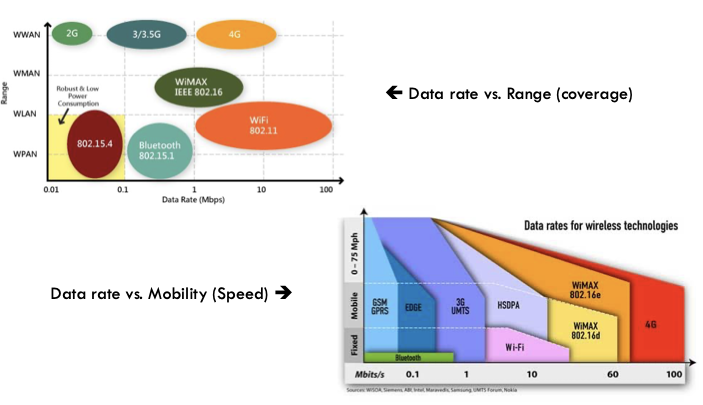 WWAN
2G
3/3.5G
4G
WMAN
WiMAX
IEEE 802.16
Range
Robust & Low
Power
Consumption
WLAN
WiFi
802.11
802.15.4
Bluetooth
802.15.1
WPAN
0.01
0.1
1
10
100
Data Rate (Mbps)
← Data rate vs. Range (coverage)
Data rate vs. Mobility (Speed) →
Data rates for wireless technologies
0 – 75 Mph
Mobile
Fixed
GSM
GPRS
EDGE
3G
UMTS
HSDPA
WiMAX
802.16e
WiMAX
802.16d
4G
Wi-Fi
Bluetooth
Mbits/s
0.1
1
10
60
100
Sources: WiSOA, Siemens, ABI, Intel, Maravedis, Samsung, UMTS Forum, Nokia